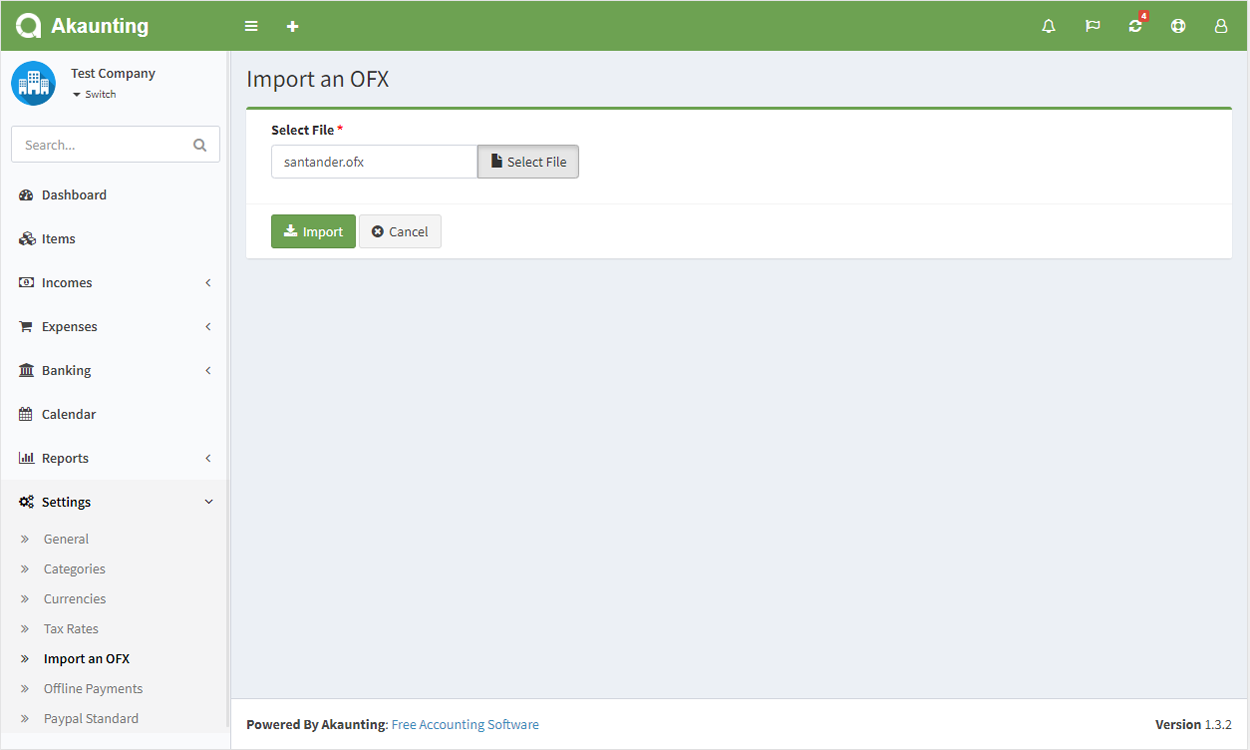 Akaunting
4
Test Company
Switch
Search...
Dashboard
Items
Incomes
Expenses
Banking
Calendar
Reports
Settings
General
Categories
Currencies
Tax Rates
Import an OFX
Offline Payments
Paypal Standard
Import an OFX
Select File *
santander.ofx Select File
Import Cancel
Powered By Akaunting: Free Accounting Software Version 1.3.2